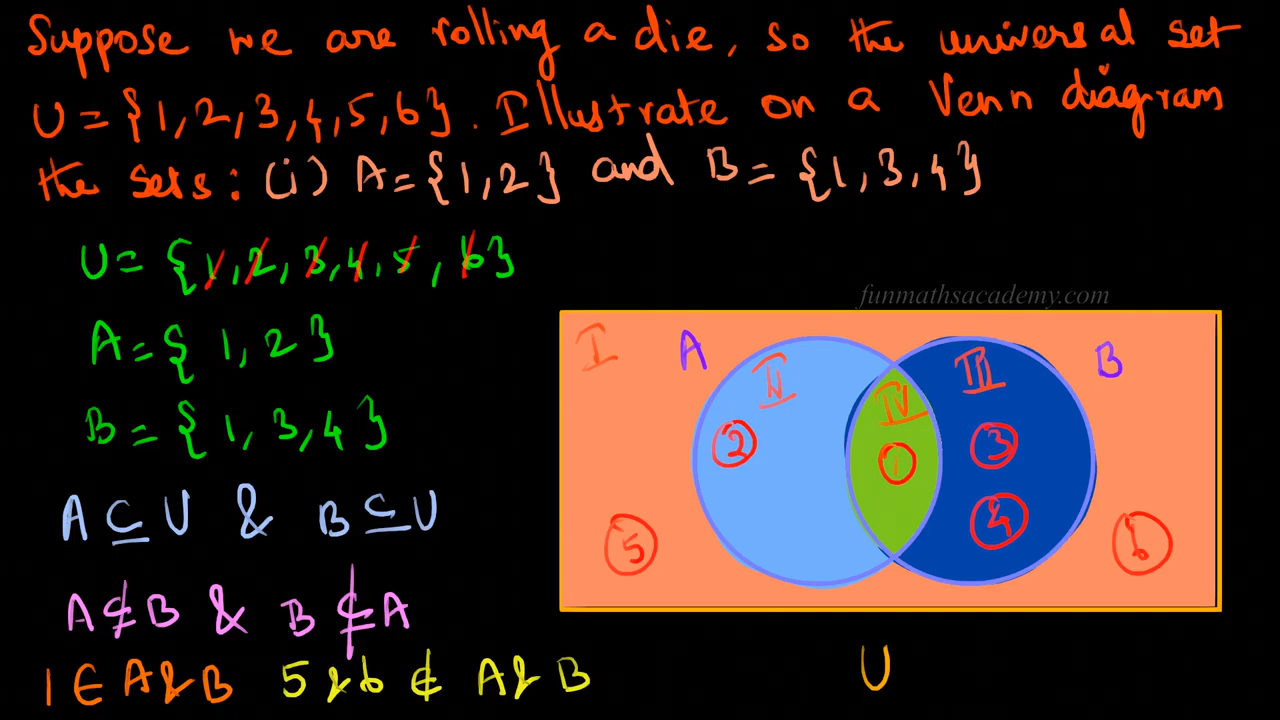 Suppose we are rolling a die, so the universal set
U = {1, 2, 3, 4, 5, 6}. Illustrate on a Venn diagram
the sets: (i) A = {1, 2} and B = {1, 3, 4}
U = {1, 2, 3, 4, 5, 6}
funmathsacademy.com
A = {1, 2}
B = {1, 3, 4}
A ⊆ U & B ⊆ U
A ⊈ B & B ⊈ A
1 ∈ A & B 5 & 6 ∉ A & B
I A II IV III B
2 1 3
4
5 6
U